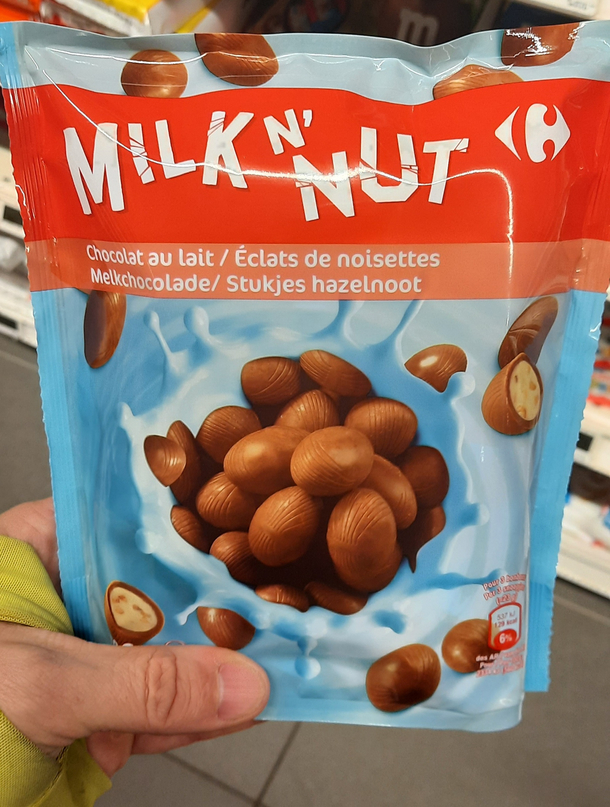 MILK N' NUT
Chocolat au lait / Éclats de noisettes
Melkchocolade/ Stukjes hazelnoot
m
6%